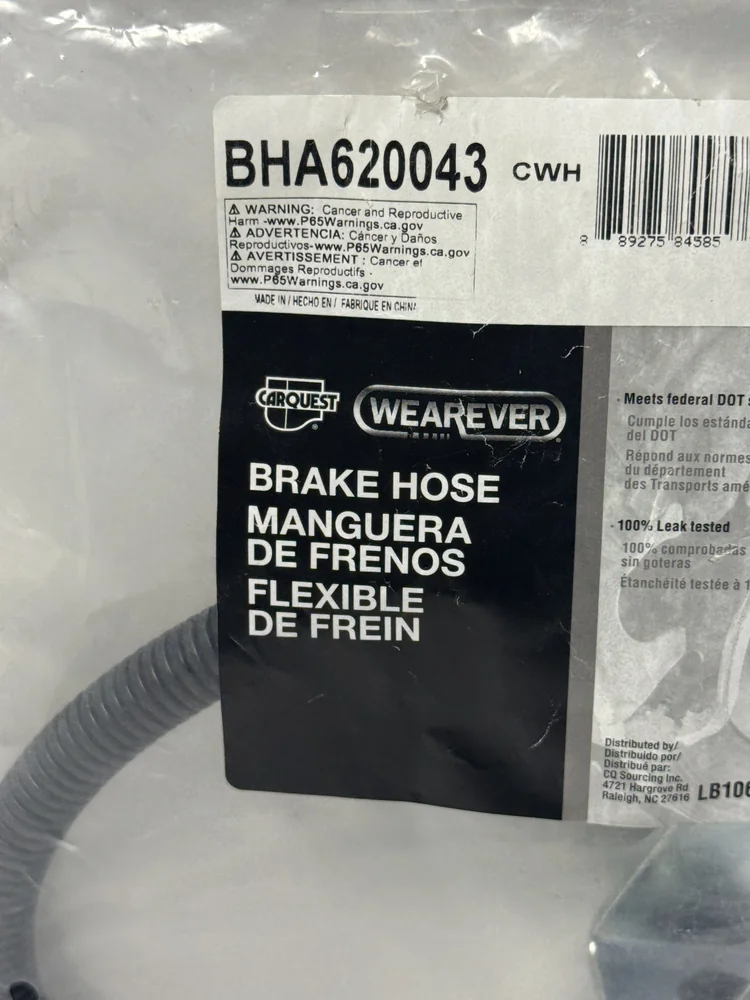 BHA620043 CWH
⚠ WARNING: Cancer and Reproductive
Harm -www.P65Warnings.ca.gov
⚠ ADVERTENCIA: Cáncer y Daños
Reproductivos-www.P65Warnings.ca.gov
⚠ AVERTISSEMENT : Cancer et
Dommages Reproductifs -
www.P65Warnings.ca.gov
MADE IN / HECHO EN / FABRIQUE EN CHINA
8 89275 84585
CARQUEST®
WEAREVER®
BRAKE HOSE
MANGUERA
DE FRENOS
FLEXIBLE
DE FREIN
· Meets federal DOT
Cumple los estánda
del DOT
Répond aux normes
du département
des Transports amé
· 100% Leak tested
100% comprobadas
sin goteras
Étanchéité testée à 1
Distributed by/
Distribuido por/
Distribué par:
CQ Sourcing Inc.
4721 Hargrove Rd
Raleigh, NC 27616
LB106